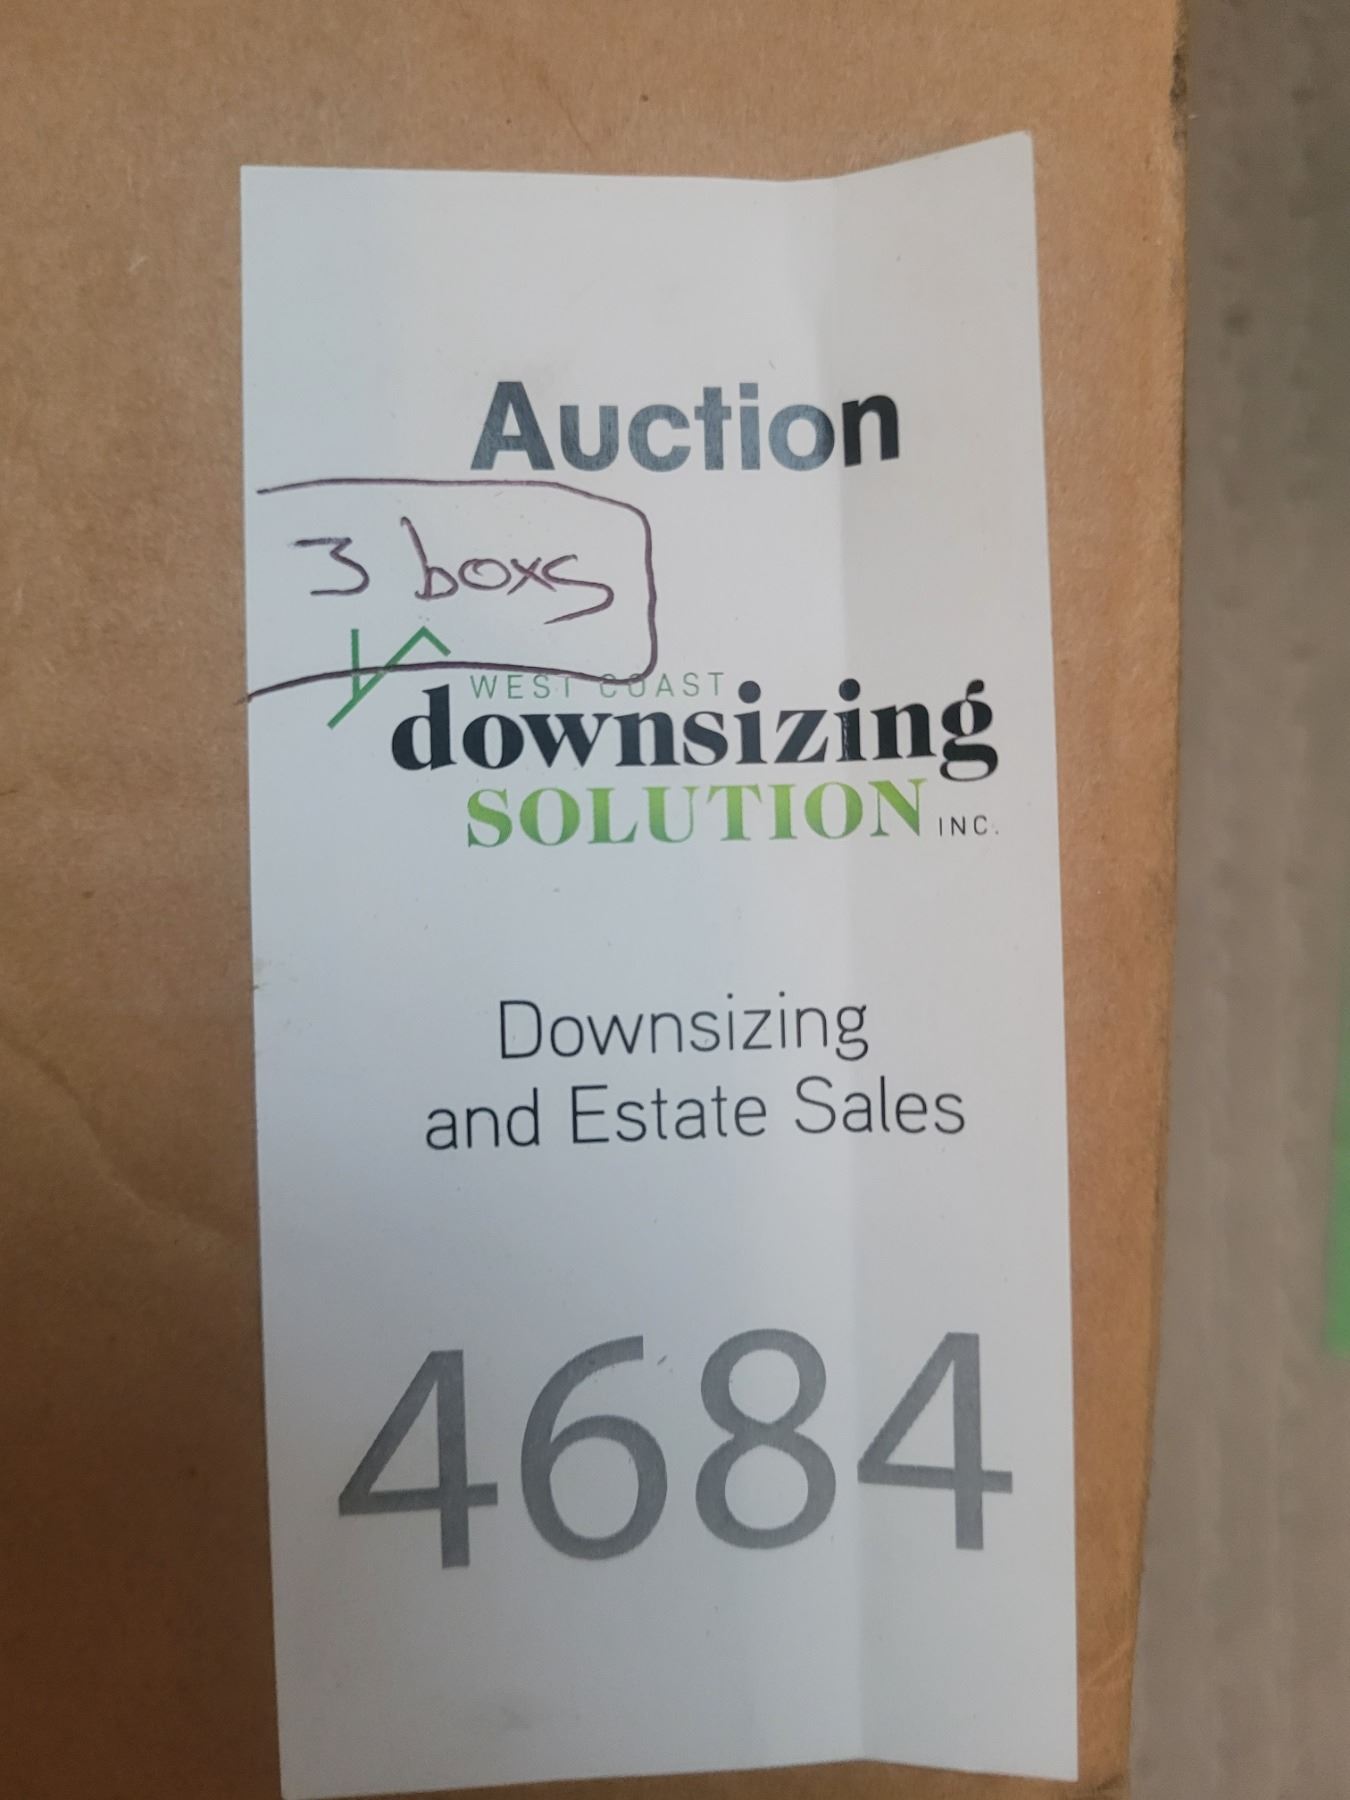 Auction
3 boxs
WEST COAST
downsizing
SOLUTION INC.
Downsizing
and Estate Sales
4684